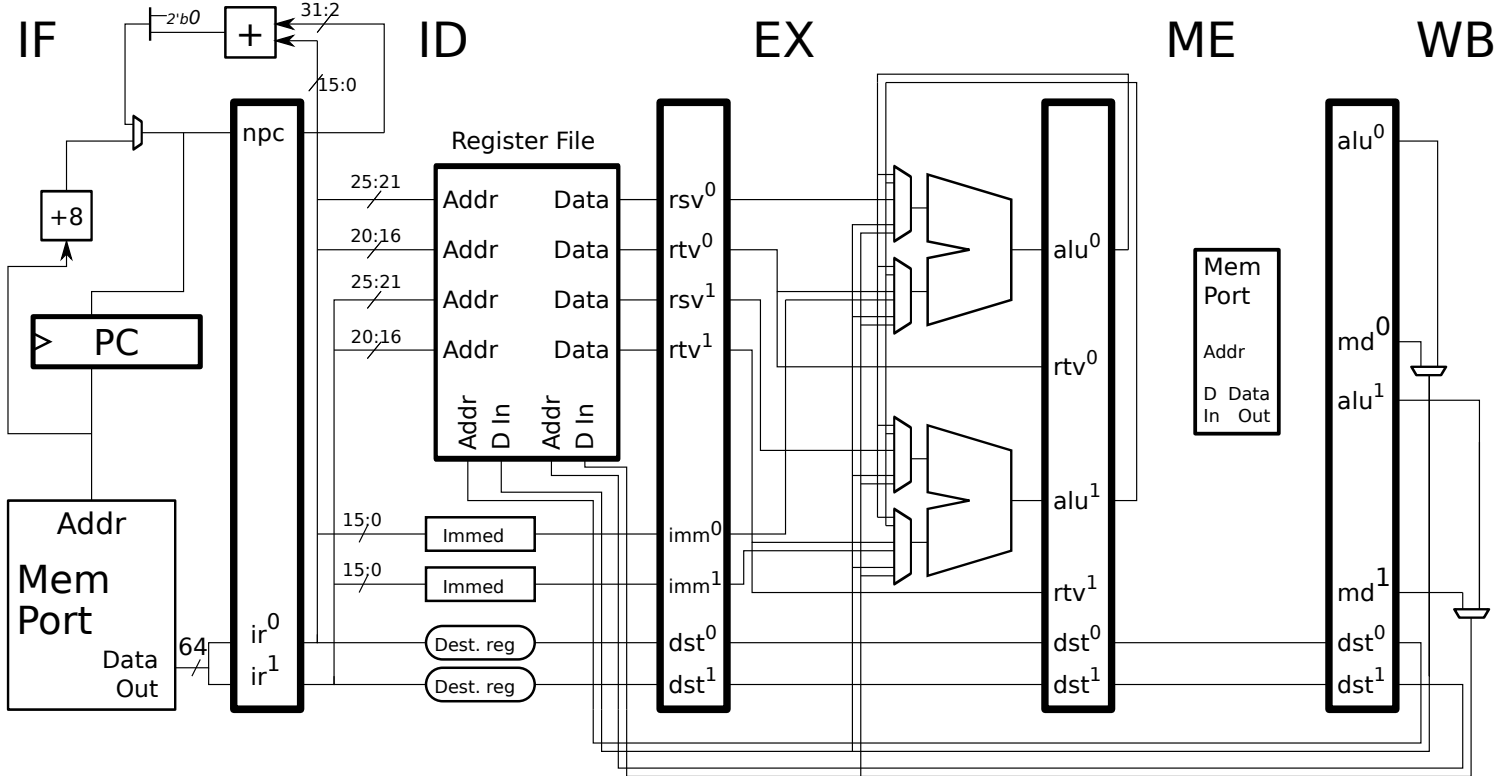 IF
ID
EX
ME
WB
2'b0
+
31:2
15:0
npc
+8
PC
Addr
Mem
Port
Data
Out
64
ir0
ir1
25:21
20:16
25:21
20:16
Register File
Addr Data
Addr Data
Addr Data
Addr Data
Addr
D In
Addr
D In
15:0
Immed
15:0
Immed
Dest. reg
Dest. reg
rsv0
rtv0
rsv1
rtv1
imm0
imm1
dst0
dst1
alu0
rtv0
alu1
rtv1
dst0
dst1
Mem
Port
Addr
D Data
In Out
alu0
md0
alu1
md1
dst0
dst1